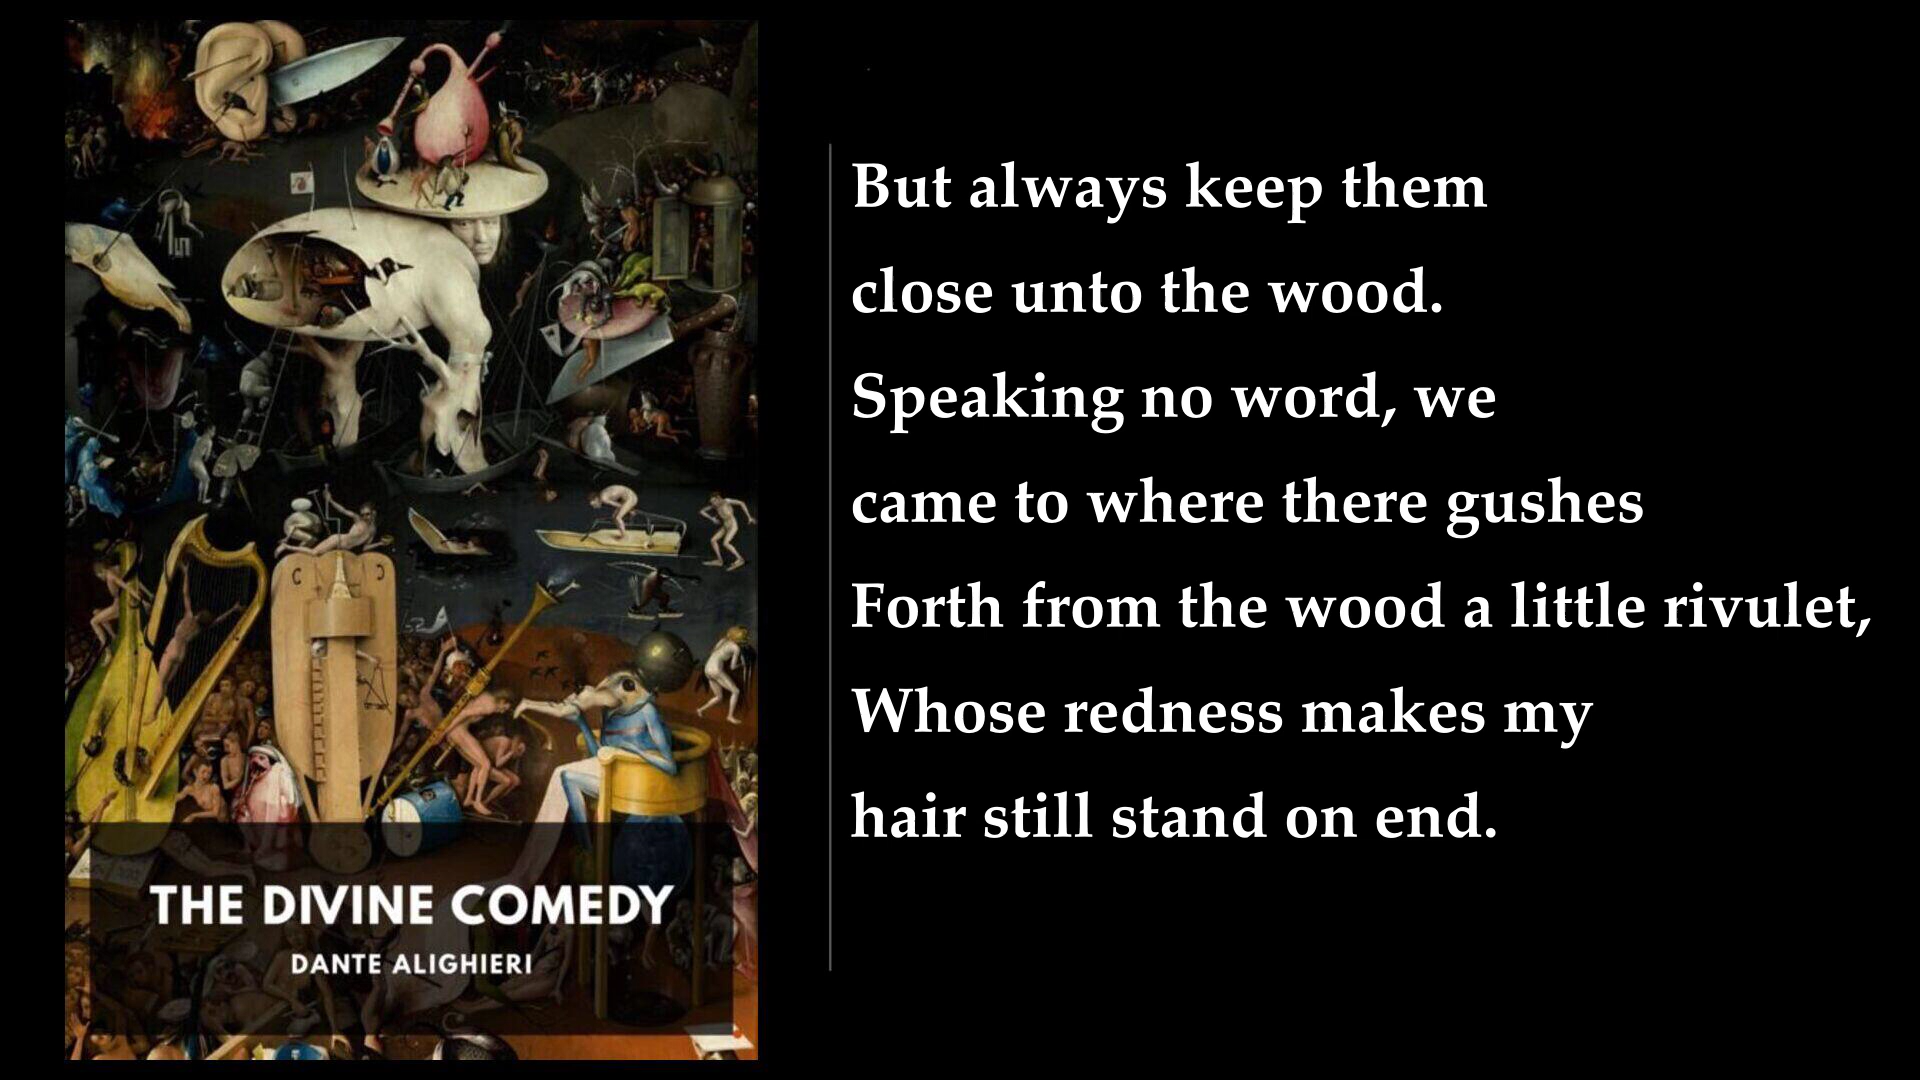 But always keep them
close unto the wood.
Speaking no word, we
came to where there gushes
Forth from the wood a little rivulet,
Whose redness makes my
hair still stand on end.
THE DIVINE COMEDY
DANTE ALIGHIERI